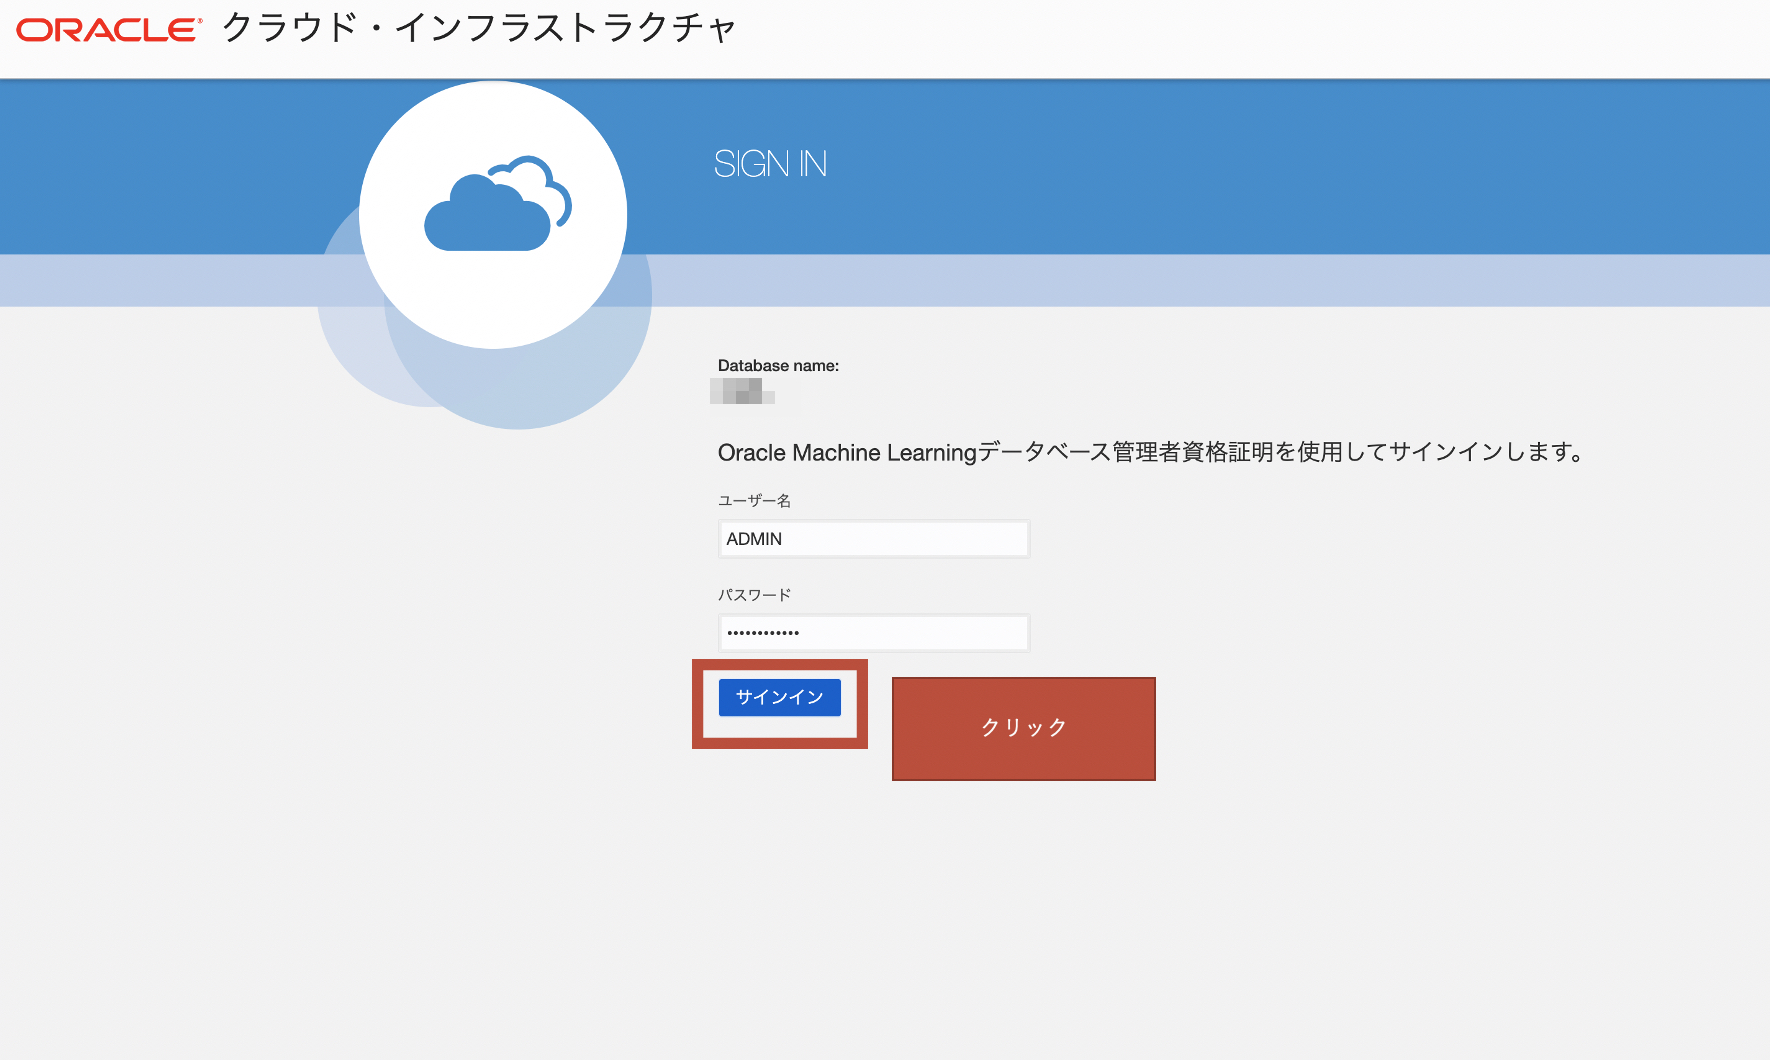 ORACLE® クラウド・インフラストラクチャ
SIGN IN
Database name:
Oracle Machine Learningデータベース管理者資格証明を使用してサインインします。
ユーザー名
ADMIN
パスワード
••••••••••••
サインイン
クリック